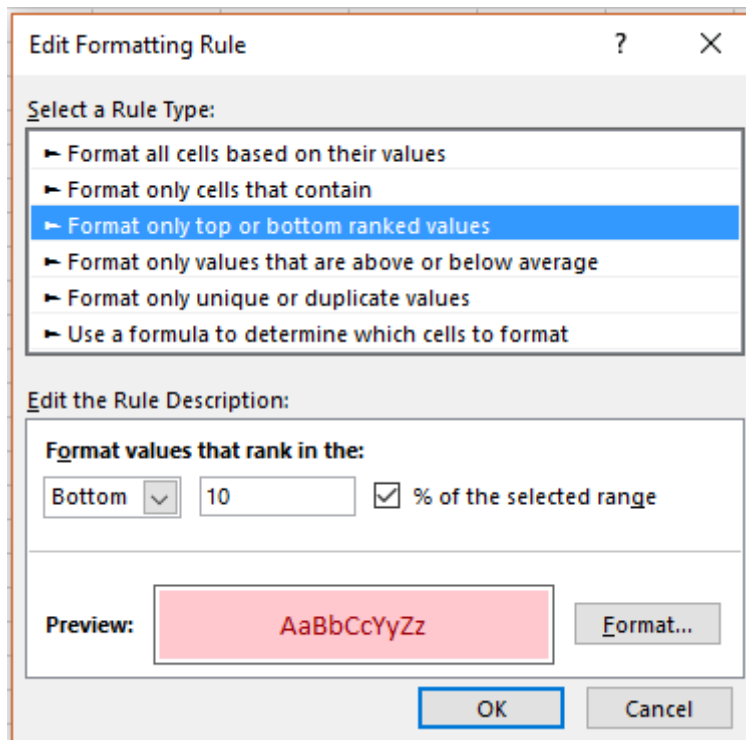 Edit Formatting Rule ?
Select a Rule Type:
► Format all cells based on their values
► Format only cells that contain
► Format only top or bottom ranked values
► Format only values that are above or below average
► Format only unique or duplicate values
► Use a formula to determine which cells to format
Edit the Rule Description:
Format values that rank in the:
Bottom 10 % of the selected range
Preview: AaBbCcYyZz Format...
OK Cancel